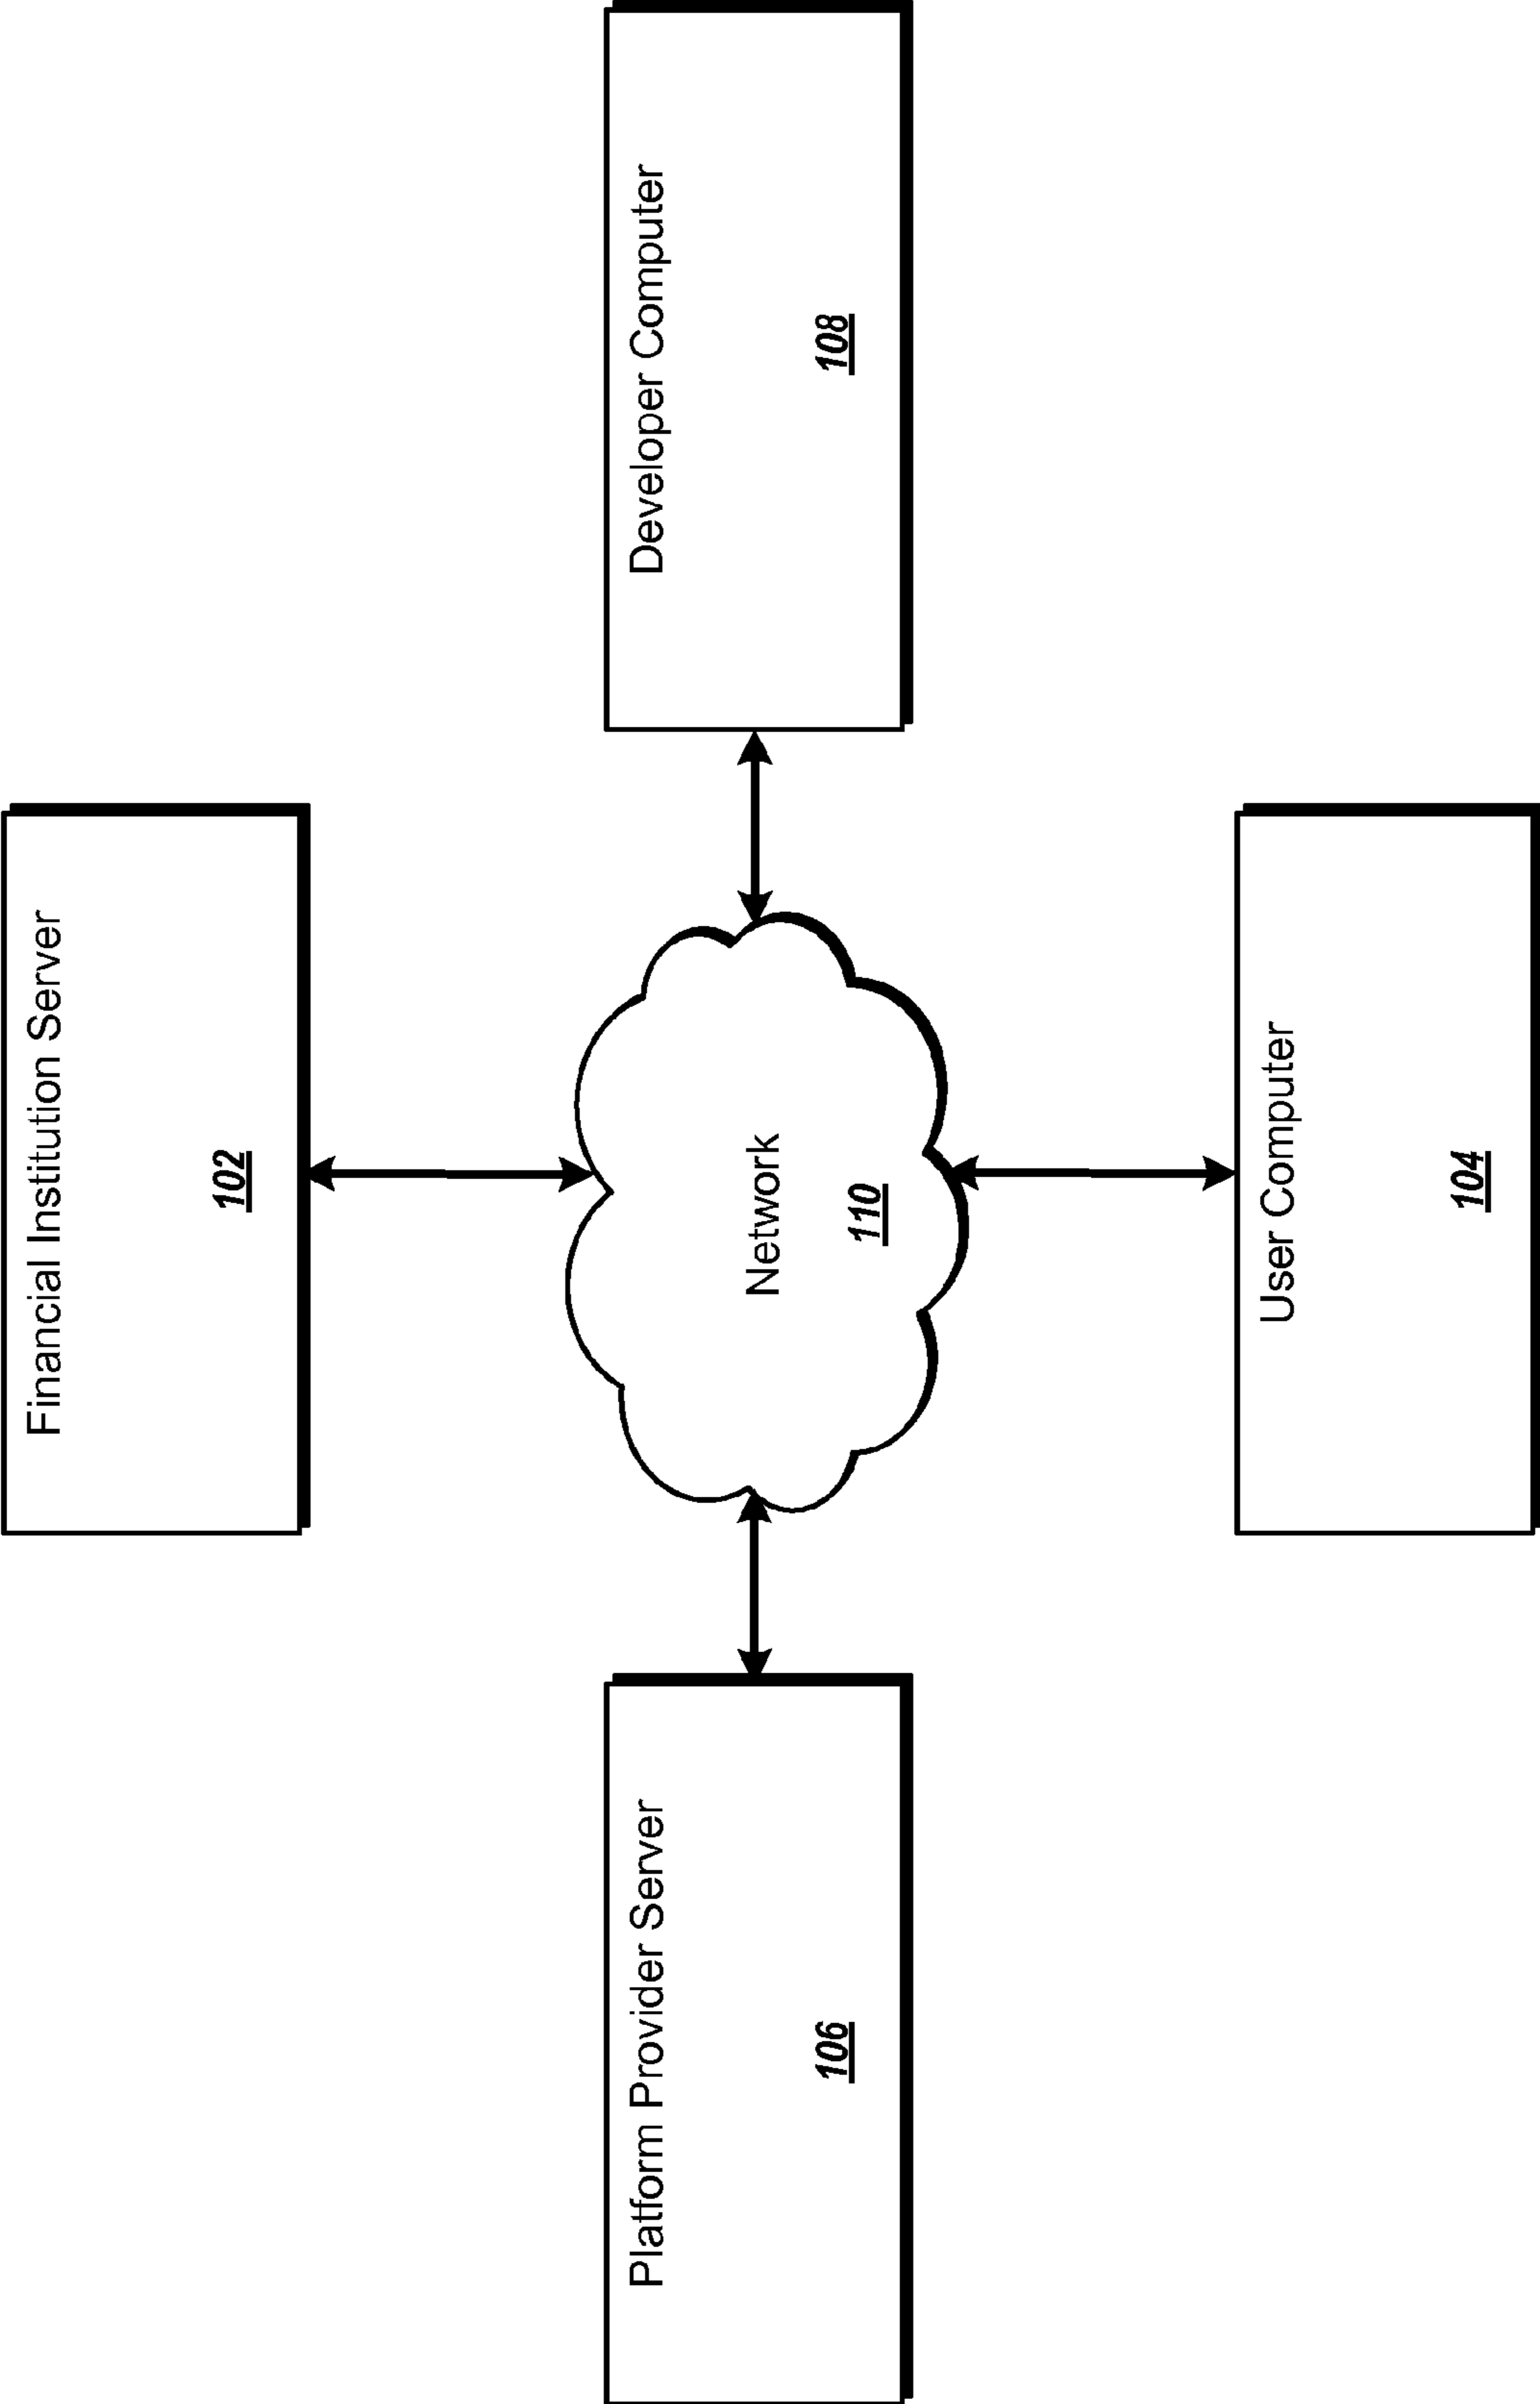 Financial Institution Server
102
Platform Provider Server
106
Network
110
Developer Computer
108
User Computer
104